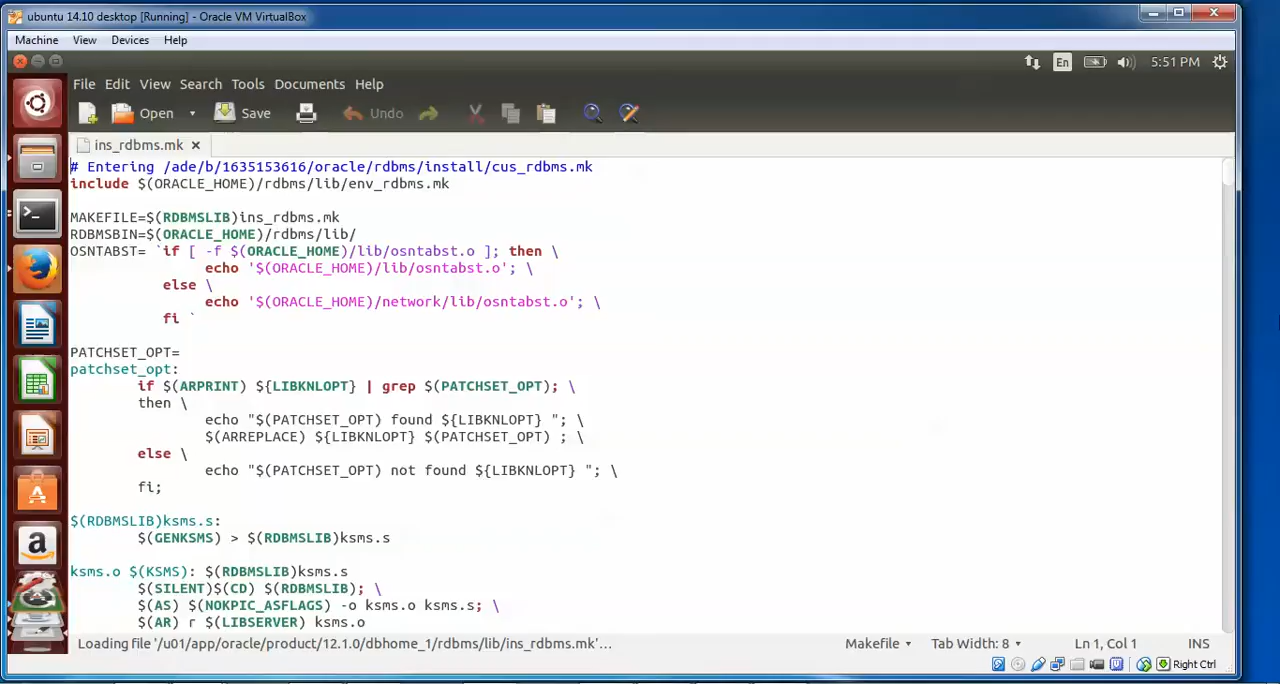 ubuntu 14.10 desktop [Running] - Oracle VM VirtualBox
Machine View Devices Help
En 5:51 PM
File Edit View Search Tools Documents Help
Open Save Undo
ins_rdbms.mk ×
# Entering /ade/b/1635153616/oracle/rdbms/install/cus_rdbms.mk
include $(ORACLE_HOME)/rdbms/lib/env_rdbms.mk
MAKEFILE=$(RDBMSLIB)ins_rdbms.mk
RDBMSBIN=$(ORACLE_HOME)/rdbms/lib/
OSNTABST= `if [ -f $(ORACLE_HOME)/lib/osntabst.o ]; then \
echo '$(ORACLE_HOME)/lib/osntabst.o'; \
else \
echo '$(ORACLE_HOME)/network/lib/osntabst.o'; \
fi `
PATCHSET_OPT=
patchset_opt:
if $(ARPRINT) ${LIBKNLOPT} | grep $(PATCHSET_OPT); \
then \
echo "$(PATCHSET_OPT) found ${LIBKNLOPT} "; \
$(ARREPLACE) ${LIBKNLOPT} $(PATCHSET_OPT) ; \
else \
echo "$(PATCHSET_OPT) not found ${LIBKNLOPT} "; \
fi;
$(RDBMSLIB)ksms.s:
$(GENKSMS) > $(RDBMSLIB)ksms.s
ksms.o $(KSMS): $(RDBMSLIB)ksms.s
$(SILENT)$(CD) $(RDBMSLIB); \
$(AS) $(NOKPIC_ASFLAGS) -o ksms.o ksms.s; \
$(AR) r $(LIBSERVER) ksms.o
Loading file '/u01/app/oracle/product/12.1.0/dbhome_1/rdbms/lib/ins_rdbms.mk'... Makefile Tab Width: 8 Ln 1, Col 1 INS
Right Ctrl